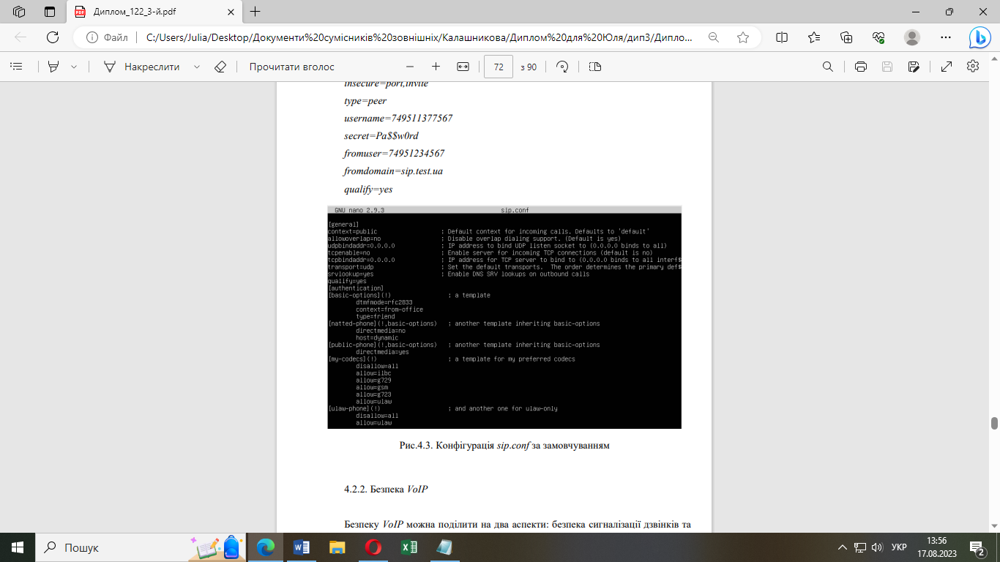 Диплом_122_3-й.pdf
Файл
C:/Users/Julia/Desktop/Документи%20сумісників%20зовнішніх/Калашникова/Диплом%20для%20Юля/дип3/Дипло...
Накреслити
Прочитати вголос
72
з 90
insecure=port,invite
type=peer
username=749511377567
secret=Pa$$w0rd
fromuser=74951234567
fromdomain=sip.test.ua
qualify=yes
GNU nano 2.9.3 sip.conf
[general]
context=public ; Default context for incoming calls. Defaults to 'default'
allowoverlap=no ; Disable overlap dialing support. (Default is yes)
udpbindaddr=0.0.0.0 ; IP address to bind UDP listen socket to (0.0.0.0 binds to all)
tcpenable=no ; Enable server for incoming TCP connections (default is no)
tcpbindaddr=0.0.0.0 ; IP address for TCP server to bind to (0.0.0.0 binds to all interf$
transport=udp ; Set the default transports. The order determines the primary def$
srvlookup=yes ; Enable DNS SRV lookups on outbound calls
qualify=yes
[authentication]
[basic-options](!) ; a template
dtmfmode=rfc2833
context=from-office
type=friend
[natted-phone](!,basic-options) ; another template inheriting basic-options
directmedia=no
host=dynamic
[public-phone](!,basic-options) ; another template inheriting basic-options
directmedia=yes
[my-codecs](!) ; a template for my preferred codecs
disallow=all
allow=ilbc
allow=g729
allow=gsm
allow=g723
allow=ulaw
[ulaw-phone](!) ; and another one for ulaw-only
disallow=all
allow=ulaw
Рис.4.3. Конфігурація sip.conf за замовчуванням
4.2.2. Безпека VoIP
Безпеку VoIP можна поділити на два аспекти: безпека сигналізації дзвінків та
Пошук
УКР
13:56
17.08.2023
2